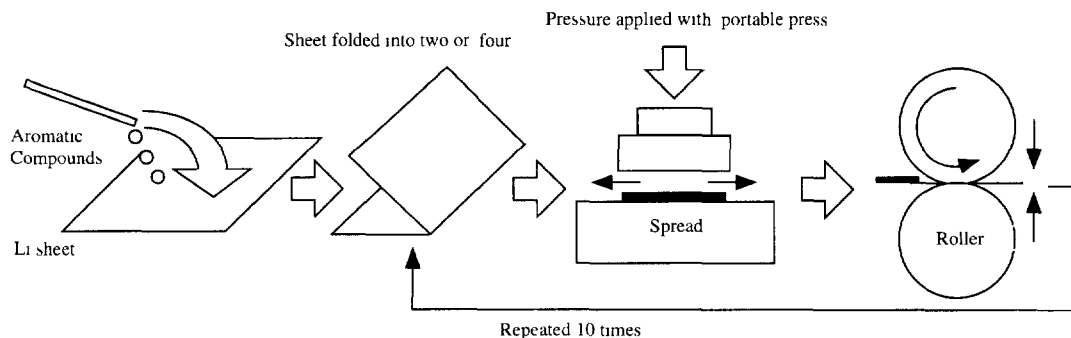 Pressure applied with portable press
Sheet folded into two or four
Aromatic
Compounds
Li sheet
Spread
Roller
Repeated 10 times